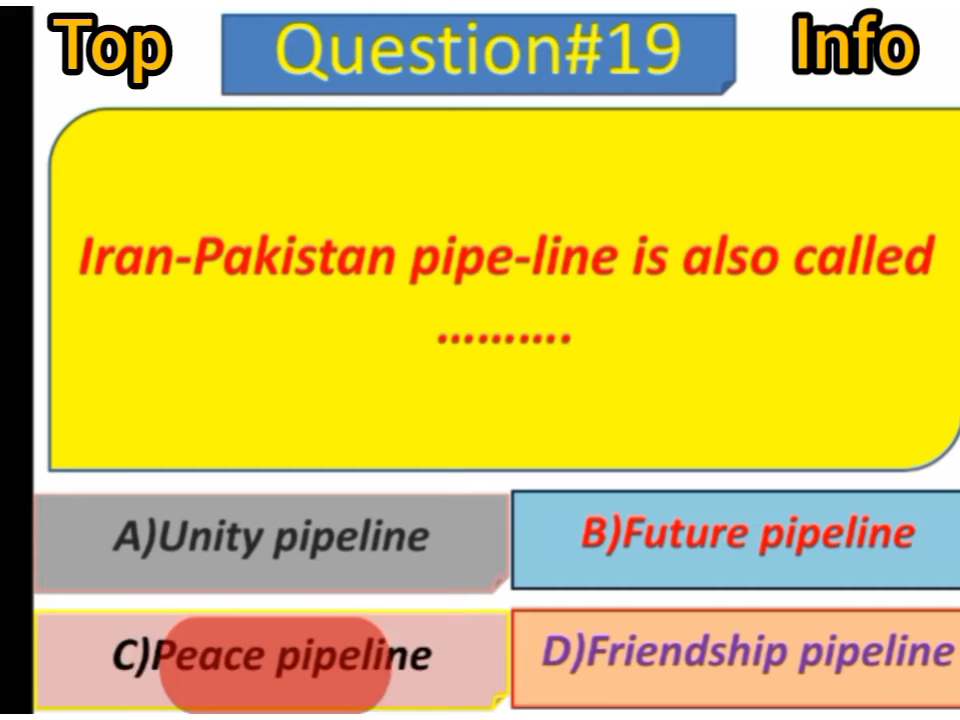 Top Question#19 Info
Iran-Pakistan pipe-line is also called
..........
A)Unity pipeline
B)Future pipeline
C)Peace pipeline
D)Friendship pipeline